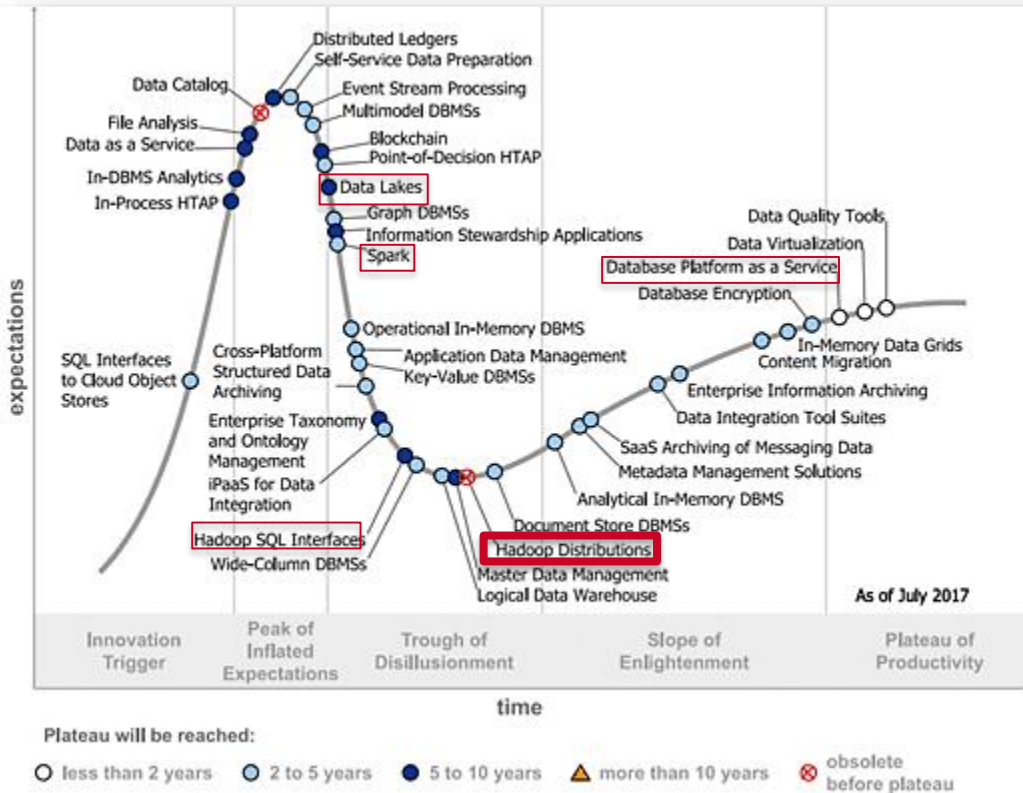 Distributed Ledgers
Self-Service Data Preparation
Data Catalog
Event Stream Processing
Multimodel DBMSs
File Analysis
Data as a Service
Blockchain
Point-of-Decision HTAP
In-DBMS Analytics
Data Lakes
In-Process HTAP
Graph DBMSs
Information Stewardship Applications
Spark
Data Quality Tools
Data Virtualization
Database Platform as a Service
Database Encryption
expectations
Operational In-Memory DBMS
In-Memory Data Grids
Content Migration
SQL Interfaces
to Cloud Object
Stores
Cross-Platform
Structured Data
Archiving
Application Data Management
Key-Value DBMSs
Enterprise Information Archiving
Data Integration Tool Suites
Enterprise Taxonomy
and Ontology
Management
iPaaS for Data
Integration
SaaS Archiving of Messaging Data
Metadata Management Solutions
Analytical In-Memory DBMS
Document Store DBMSs
Hadoop SQL Interfaces
Hadoop Distributions
Wide-Column DBMSs
Master Data Management
Logical Data Warehouse
As of July 2017
Innovation
Trigger
Peak of
Inflated
Expectations
Trough of
Disillusionment
Slope of
Enlightenment
Plateau of
Productivity
time
Plateau will be reached:
less than 2 years
2 to 5 years
5 to 10 years
more than 10 years
obsolete
before plateau